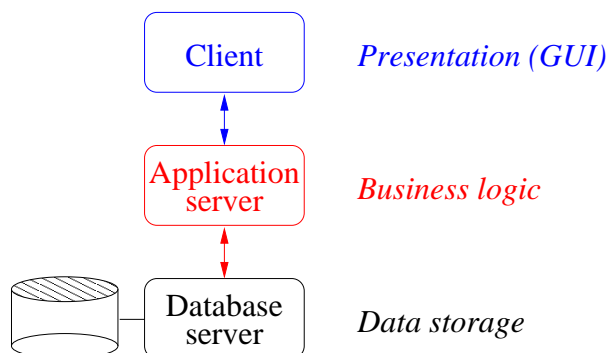 Client
Presentation (GUI)
Application
server
Business logic
Database
server
Data storage